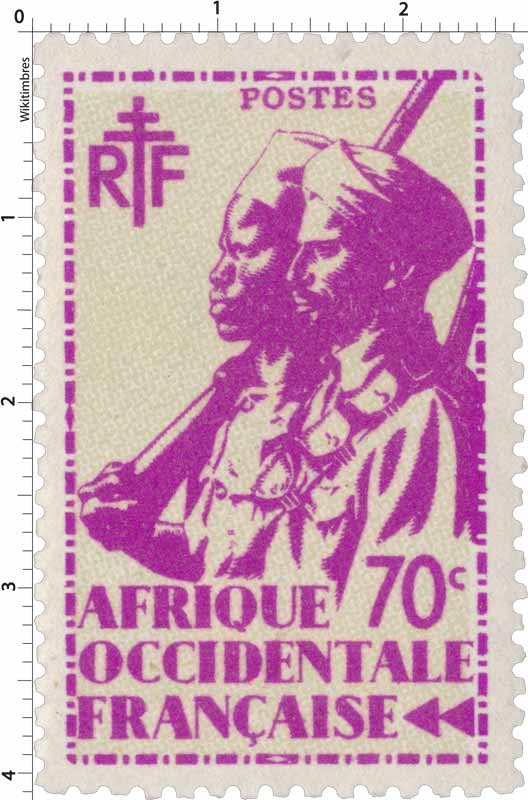 0 1 2
Wikitimbres
POSTES
RF
1
2
3
70c
AFRIQUE
OCCIDENTALE
FRANÇAISE
4